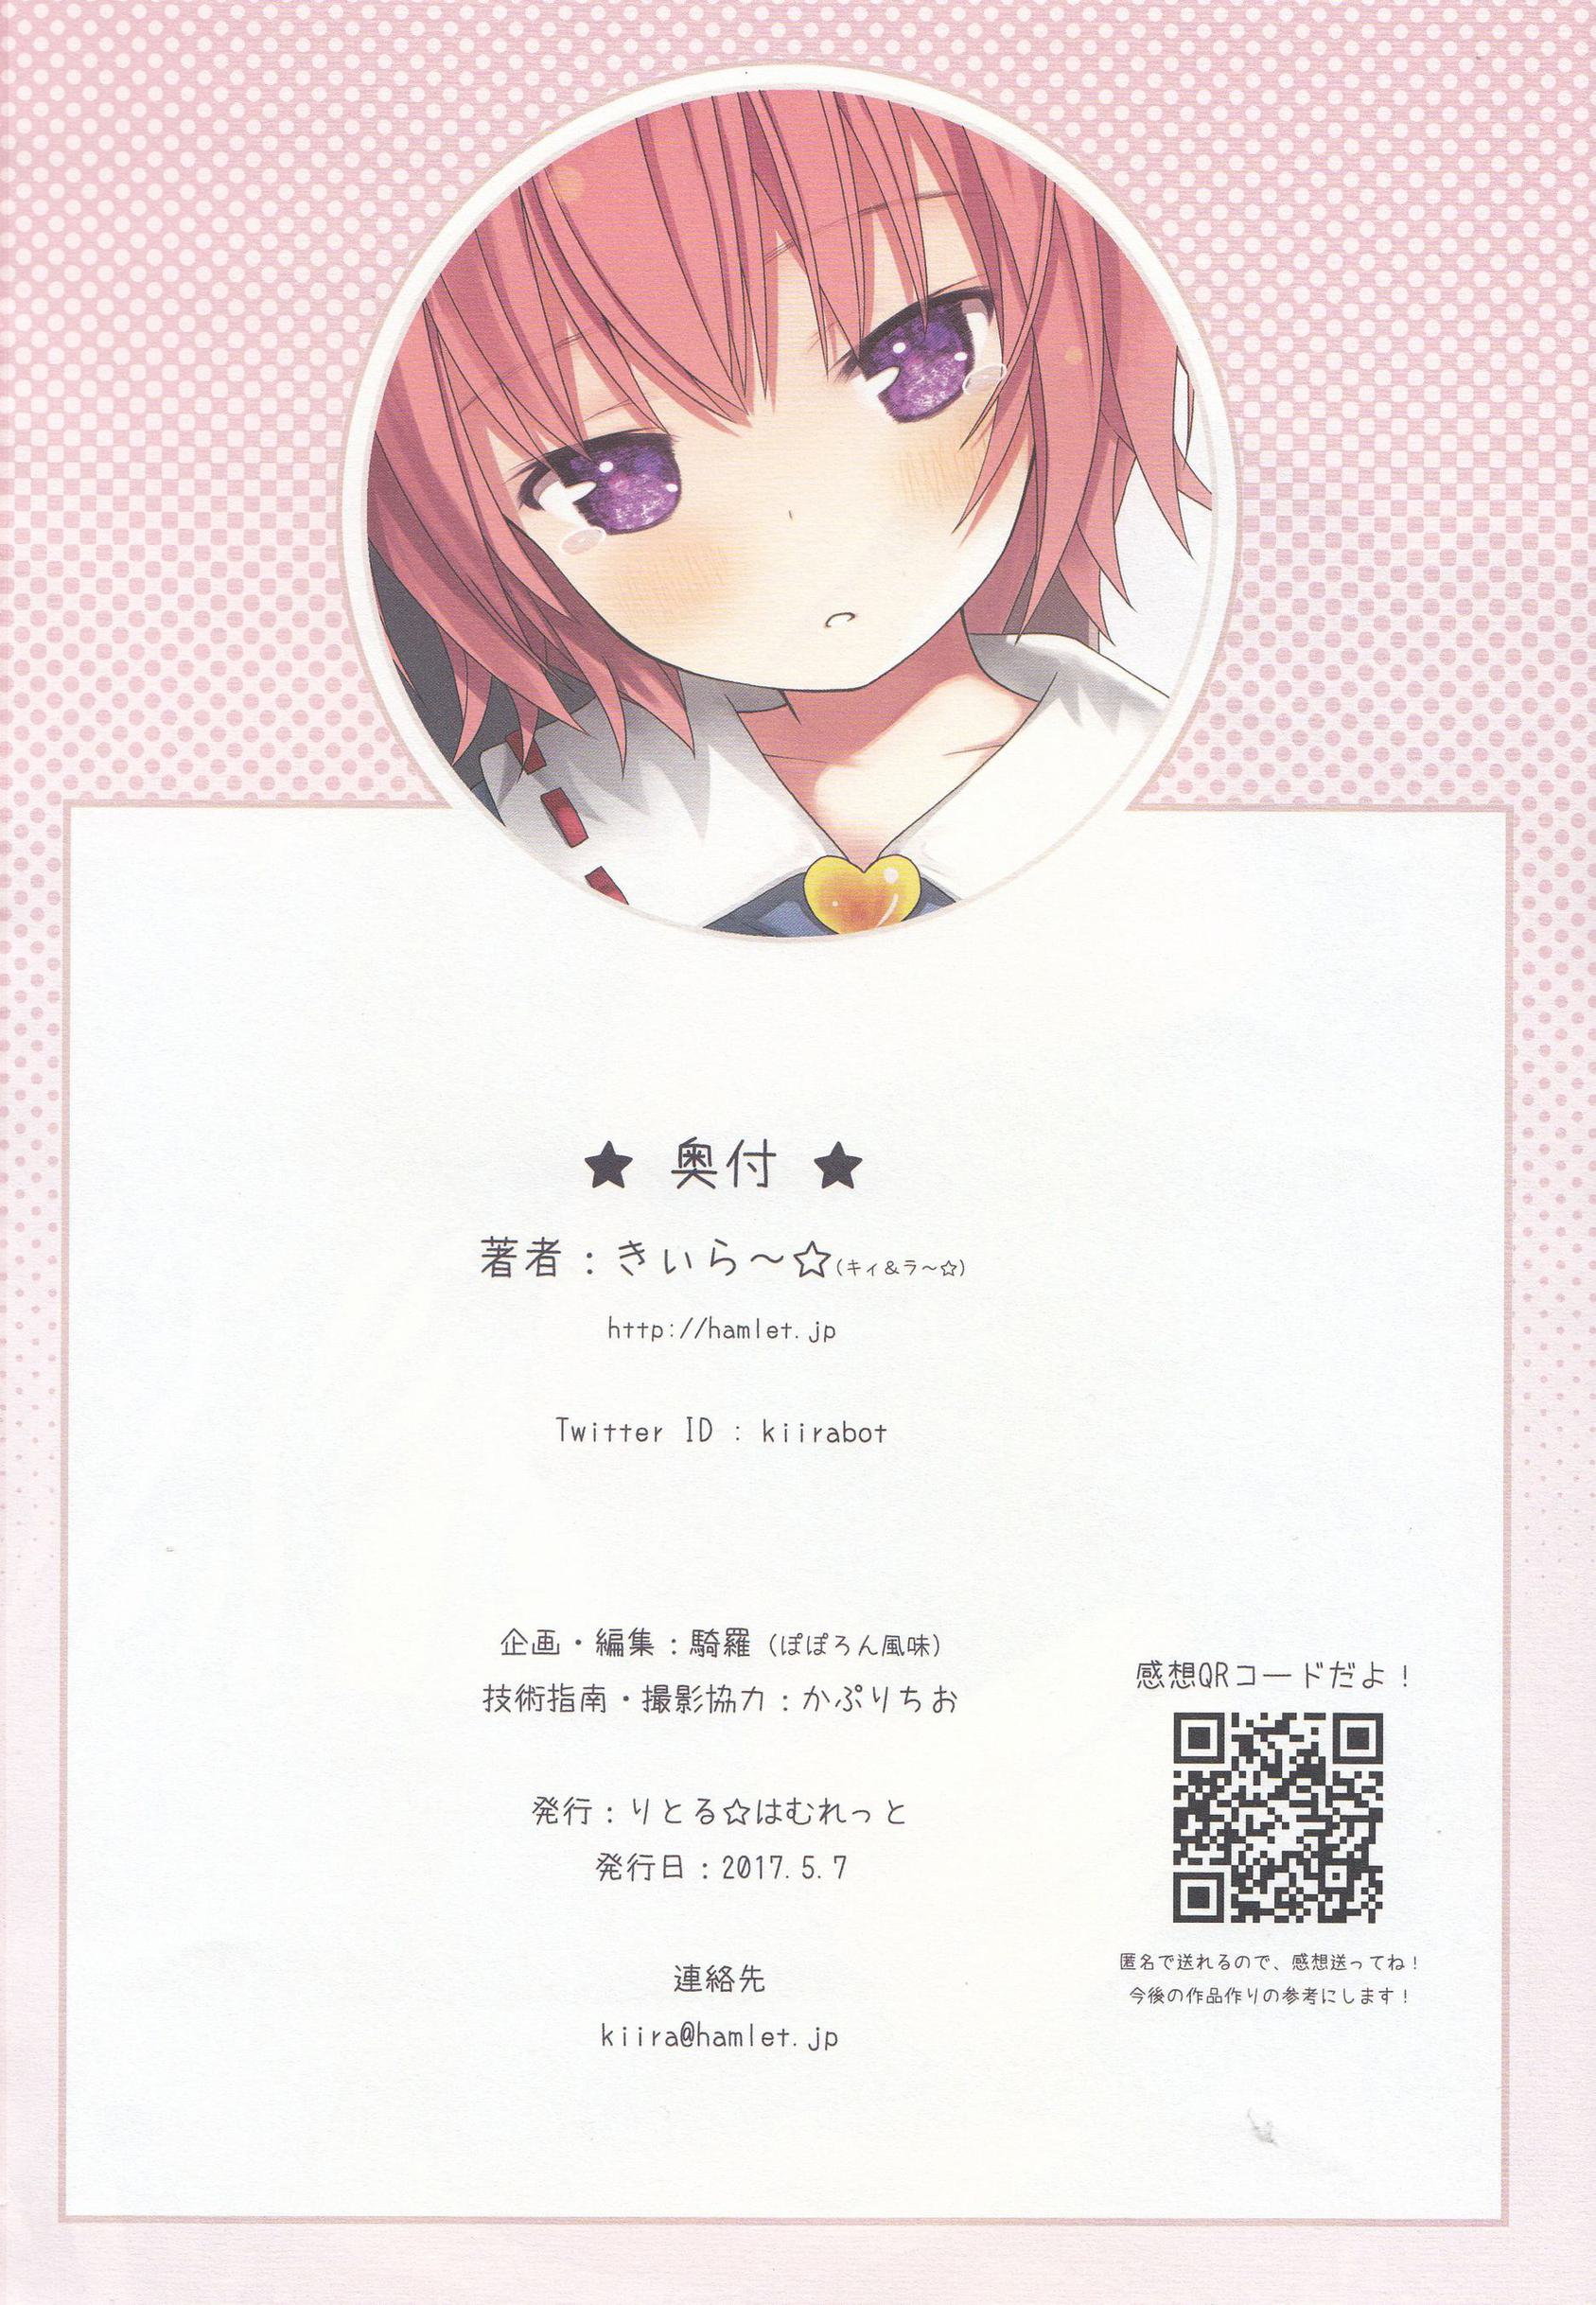 ★ 奥付 ★
著者：きいら～☆(キィ&ラ～☆)
http://hamlet.jp
Twitter ID : kiirabot
企画・編集：騎羅（ぽぽろん風味）
技術指南・撮影協力：かぷりちお
発行：りとる☆はむれっと
発行日：2017.5.7
連絡先
kiira@hamlet.jp
感想QRコードだよ！
匿名で送れるので、感想送ってね！
今後の作品作りの参考にします！